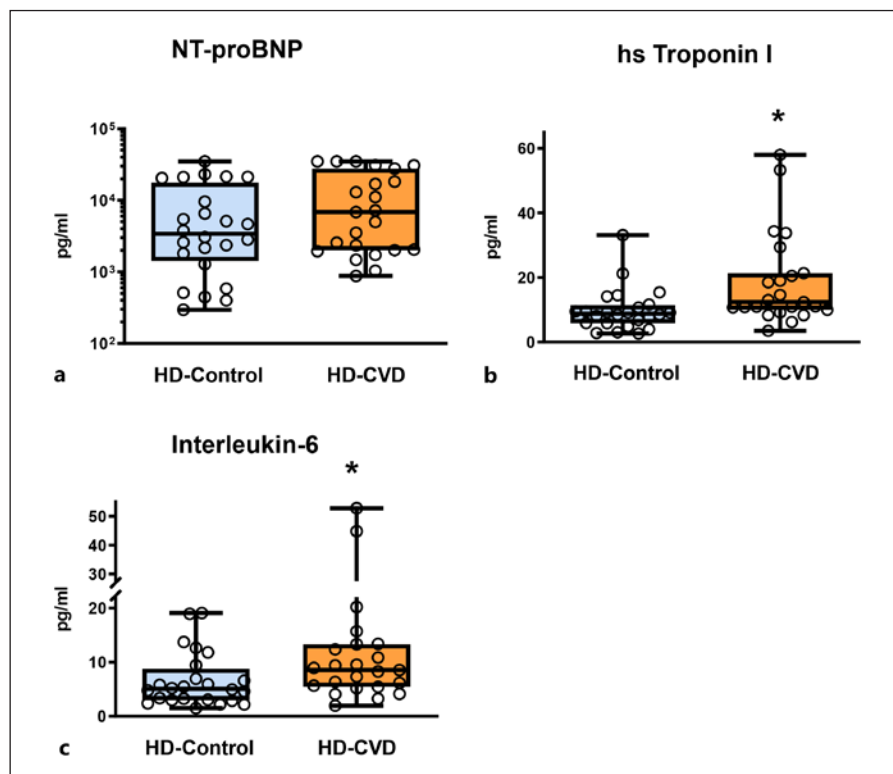 NT-proBNP
pg/ml
10⁵
10⁴
10³
10²
HD-Control HD-CVD
a
hs Troponin I
*
pg/ml
60
40
20
0
HD-Control HD-CVD
b
Interleukin-6
*
pg/ml
50
40
30
20
10
0
HD-Control HD-CVD
c